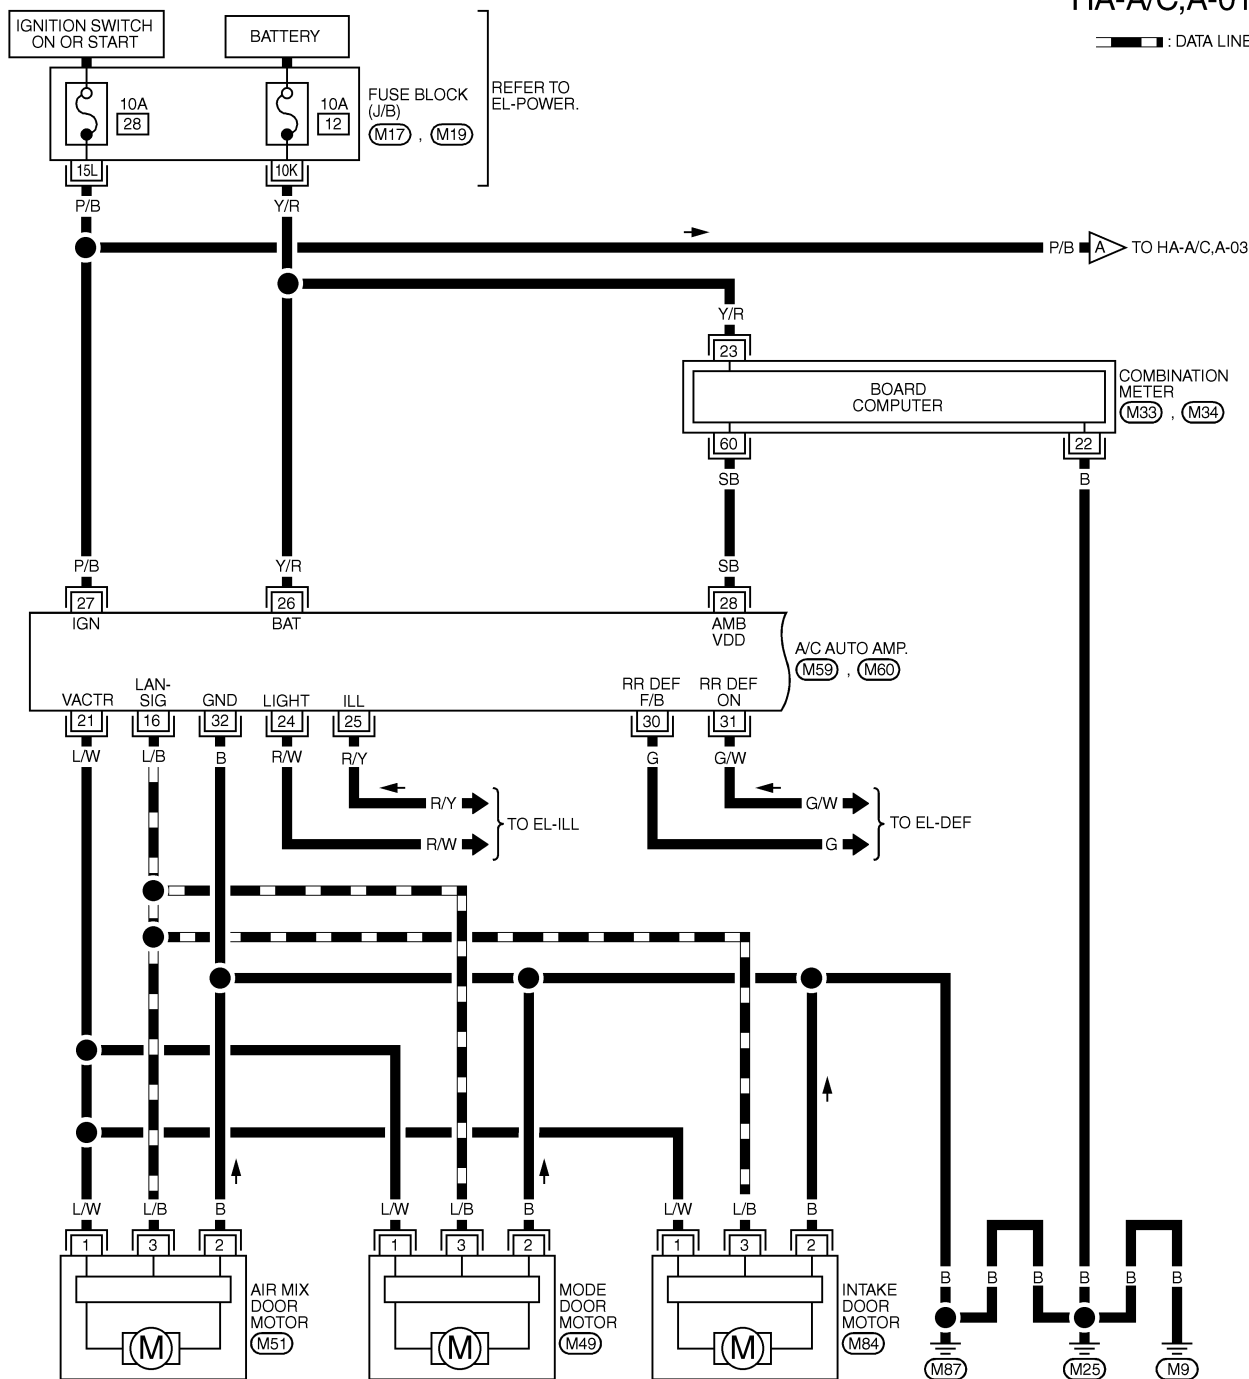 HA-A/C,A-01
: DATA LINE
IGNITION SWITCH
ON OR START
BATTERY
10A
28
10A
12
FUSE BLOCK
(J/B)
M17 , M19
REFER TO
EL-POWER.
15L
10K
P/B
Y/R
P/B
A
TO HA-A/C,A-03
Y/R
23
BOARD
COMPUTER
COMBINATION
METER
M33 , M34
60
22
SB
B
P/B
Y/R
SB
27
26
28
IGN
BAT
AMB
VDD
A/C AUTO AMP.
M59 , M60
VACTR
LAN-
SIG
GND
LIGHT
ILL
RR DEF
F/B
RR DEF
ON
21
16
32
24
25
30
31
L/W
L/B
B
R/W
R/Y
G
G/W
R/Y
R/W
TO EL-ILL
G/W
G
TO EL-DEF
L/W
L/B
B
L/W
L/B
B
L/W
L/B
B
1
3
2
1
3
2
1
3
2
AIR MIX
DOOR
MOTOR
M51
M
MODE
DOOR
MOTOR
M49
M
INTAKE
DOOR
MOTOR
M84
M
B
B
B
B
B
B
M87
M25
M9